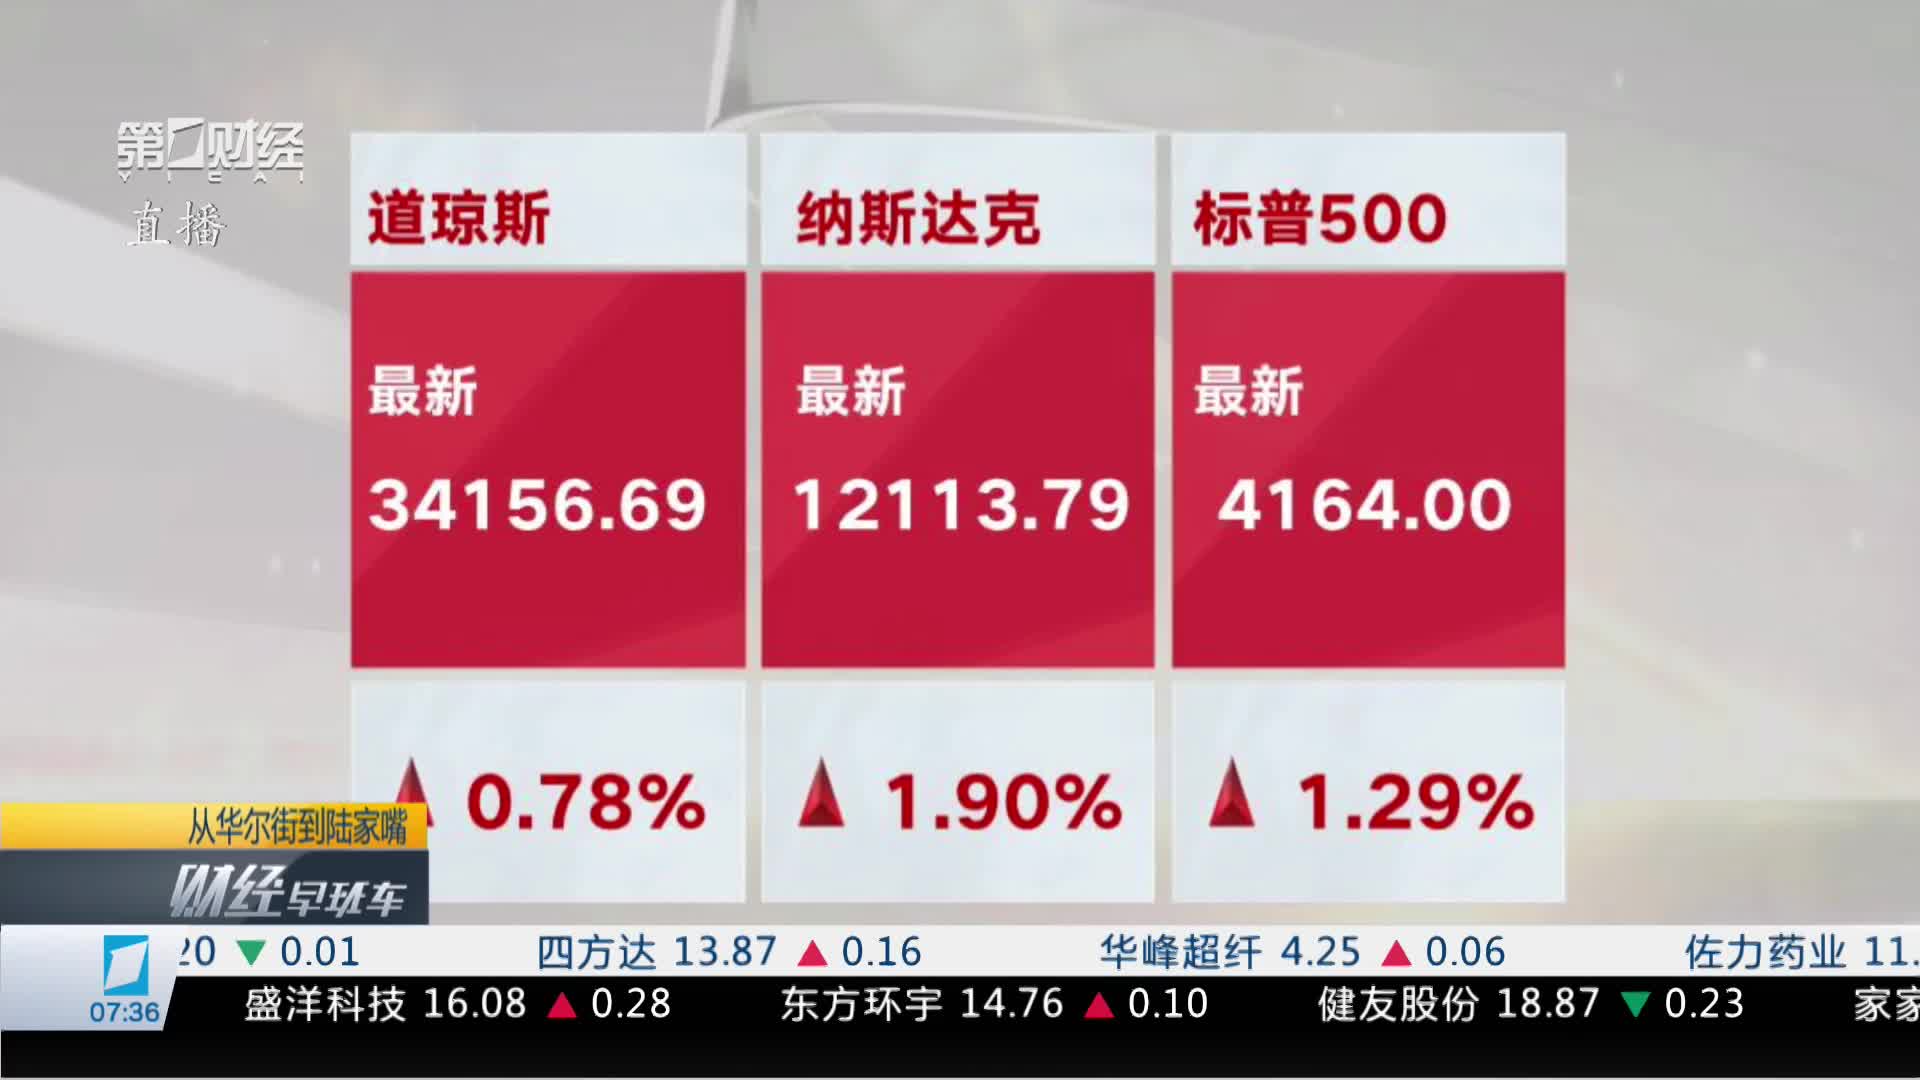 第一财经
YICAI
直播
道琼斯 纳斯达克 标普500
最新 最新 最新
34156.69 12113.79 4164.00
▲ 0.78% ▲ 1.90% ▲ 1.29%
从华尔街到陆家嘴
财经早班车
20 ▼ 0.01 四方达 13.87 ▲ 0.16 华峰超纤 4.25 ▲ 0.06 佐力药业 11.
07:36
盛洋科技 16.08 ▲ 0.28 东方环宇 14.76 ▲ 0.10 健友股份 18.87 ▼ 0.23 家家